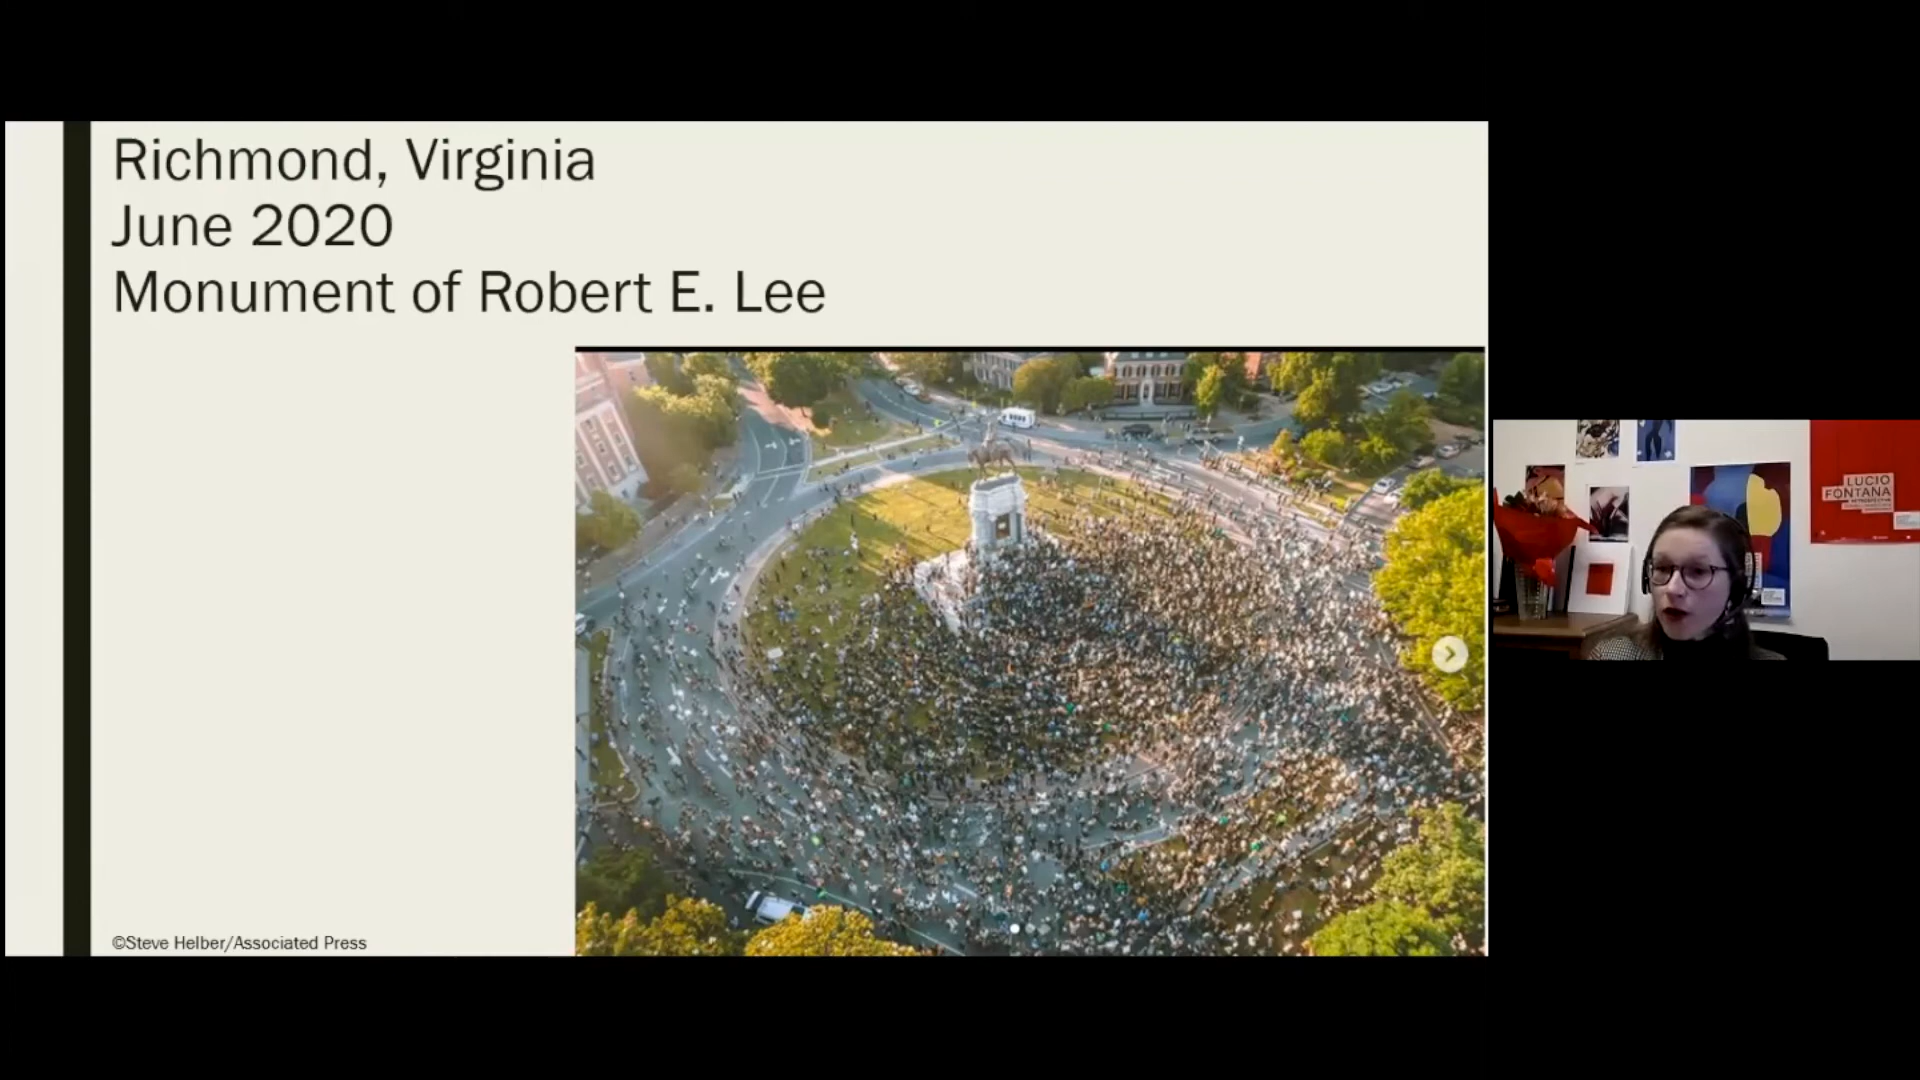 Richmond, Virginia
June 2020
Monument of Robert E. Lee
©Steve Helber/Associated Press
LUCIO
FONTANA